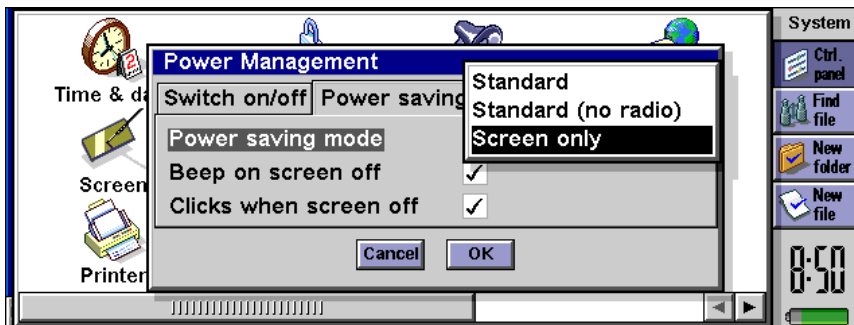 System
Ctrl.
panel
Find
file
New
folder
New
file
8:50
2
Time & da
Screen
Printer
Power Management
Switch on/off
Power saving
Standard
Standard (no radio)
Screen only
Power saving mode
Beep on screen off
Clicks when screen off
Cancel
OK